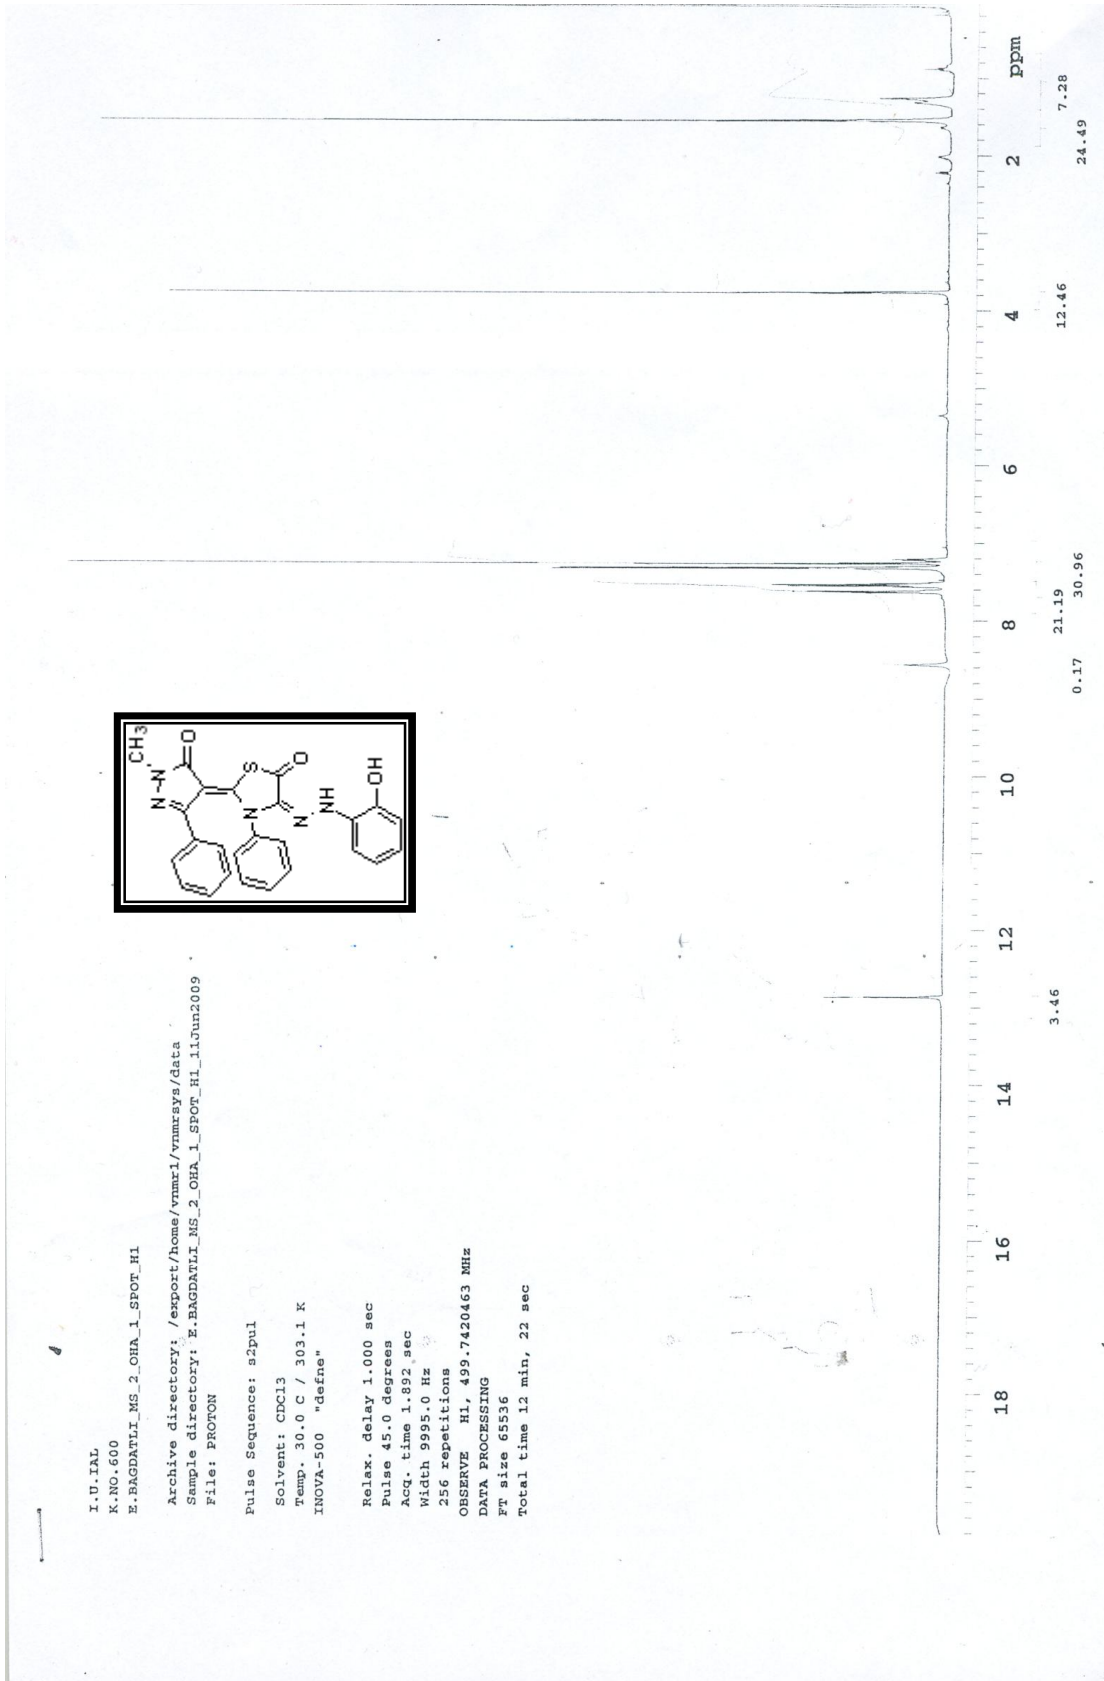 I.U.IAL
K.NO.600
E.BAGDATLI_MS_2_OHA_1_SPOT_H1
Archive directory: /export/home/vnmr1/vnmrsys/data
Sample directory: E.BAGDATLI_MS_2_OHA_1_SPOT_H1_11Jun2009
File: PROTON
Pulse Sequence: s2pul
Solvent: CDCl3
Temp. 30.0 C / 303.1 K
INOVA-500 "defne"
Relax. delay 1.000 sec
Pulse 45.0 degrees
Acq. time 1.892 sec
Width 9995.0 Hz
256 repetitions
OBSERVE H1, 499.7420463 MHz
DATA PROCESSING
FT size 65536
Total time 12 min, 22 sec
CH3
N N O
S
N O
N
NH
OH
18 16 14 12 10 8 6 4 2 ppm
3.46 21.19 12.46 7.28
0.17 30.96 24.49